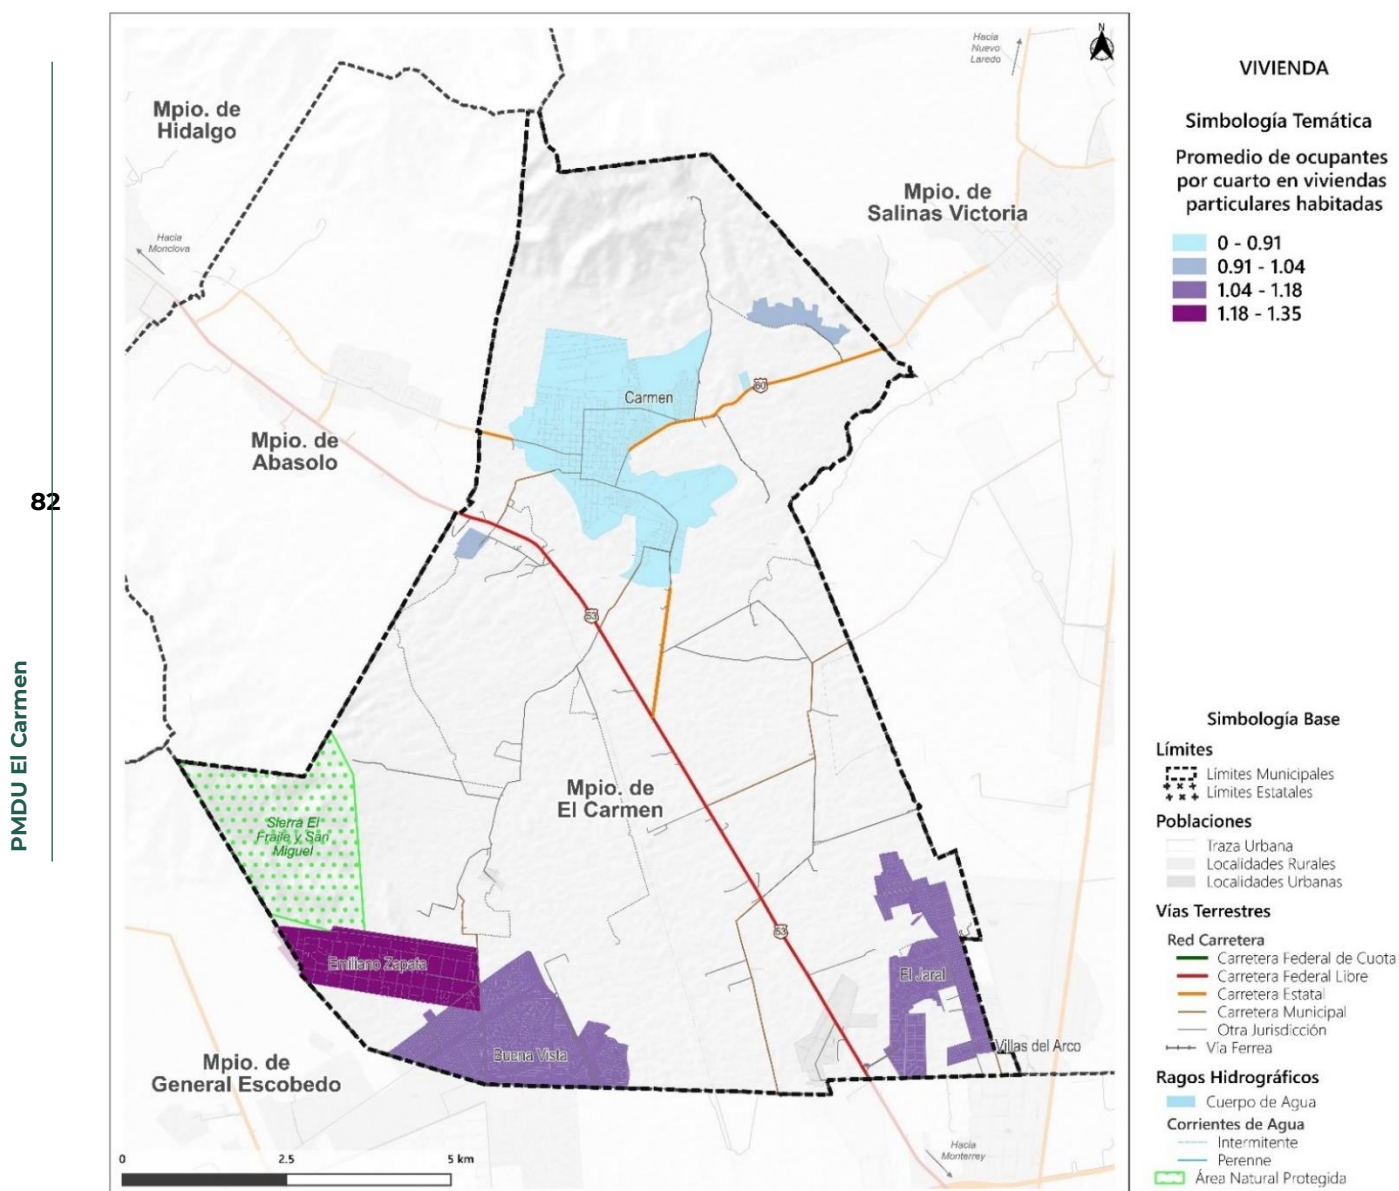 82
PMDU El Carmen
N
Hacia
Nuevo
Laredo
Mpio. de
Hidalgo
Mpio. de
Salinas Victoria
Hacia
Monclova
Carmen
60
Mpio. de
Abasolo
53
Mpio. de
El Carmen
Sierra El
Fraile y San
Miguel
53
Emiliano Zapata
El Jaral
Buena Vista
Villas del Arco
Mpio. de
General Escobedo
Hacia
Monterrey
0 2.5 5 km
VIVIENDA
Simbología Temática
Promedio de ocupantes
por cuarto en viviendas
particulares habitadas
0 - 0.91
0.91 - 1.04
1.04 - 1.18
1.18 - 1.35
Simbología Base
Límites
Límites Municipales
Límites Estatales
Poblaciones
Traza Urbana
Localidades Rurales
Localidades Urbanas
Vías Terrestres
Red Carretera
Carretera Federal de Cuota
Carretera Federal Libre
Carretera Estatal
Carretera Municipal
Otra Jurisdicción
Vía Ferrea
Ragos Hidrográficos
Cuerpo de Agua
Corrientes de Agua
Intermitente
Perenne
Área Natural Protegida